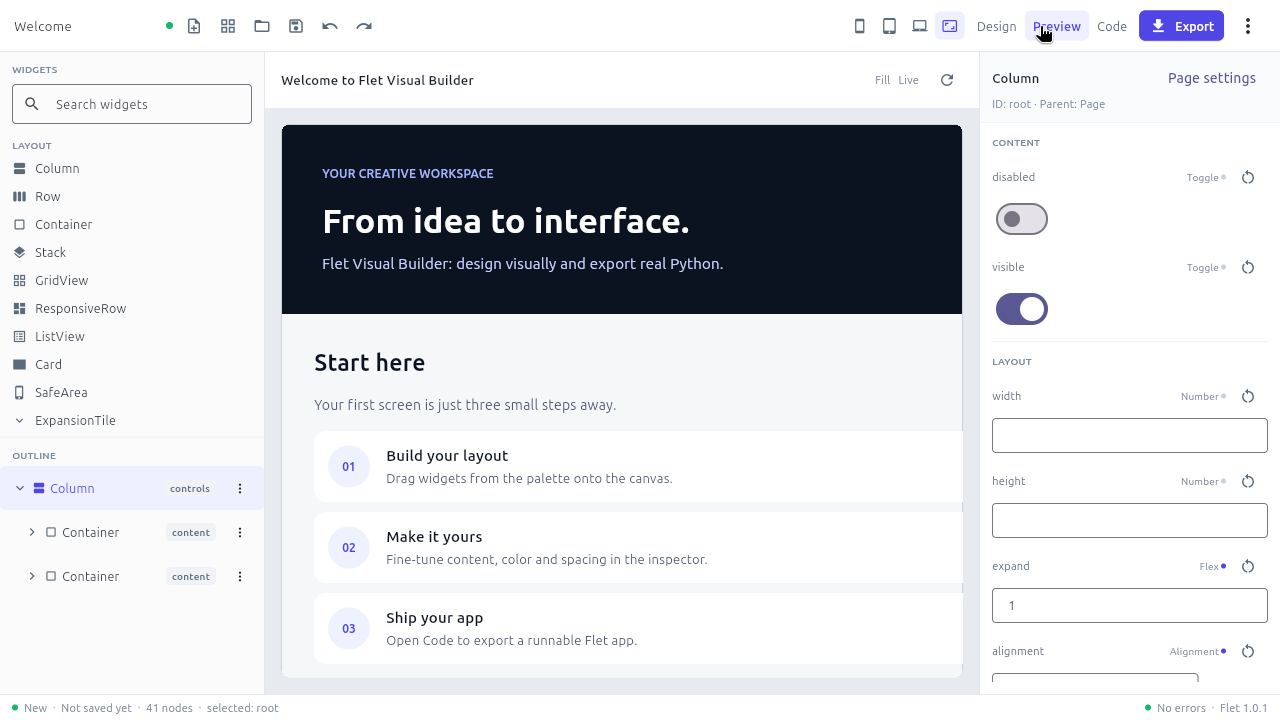 Welcome
Design
Preview
Code
Export
WIDGETS
Search widgets
LAYOUT
Column
Row
Container
Stack
GridView
ResponsiveRow
ListView
Card
SafeArea
ExpansionTile
OUTLINE
Column controls
Container content
Container content
Welcome to Flet Visual Builder
Fill Live
YOUR CREATIVE WORKSPACE
From idea to interface.
Flet Visual Builder: design visually and export real Python.
Start here
Your first screen is just three small steps away.
01
Build your layout
Drag widgets from the palette onto the canvas.
02
Make it yours
Fine-tune content, color and spacing in the inspector.
03
Ship your app
Open Code to export a runnable Flet app.
Column
Page settings
ID: root · Parent: Page
CONTENT
disabled Toggle
visible Toggle
LAYOUT
width Number
height Number
expand Flex
1
alignment Alignment
New · Not saved yet · 41 nodes · selected: root
No errors · Flet 1.0.1